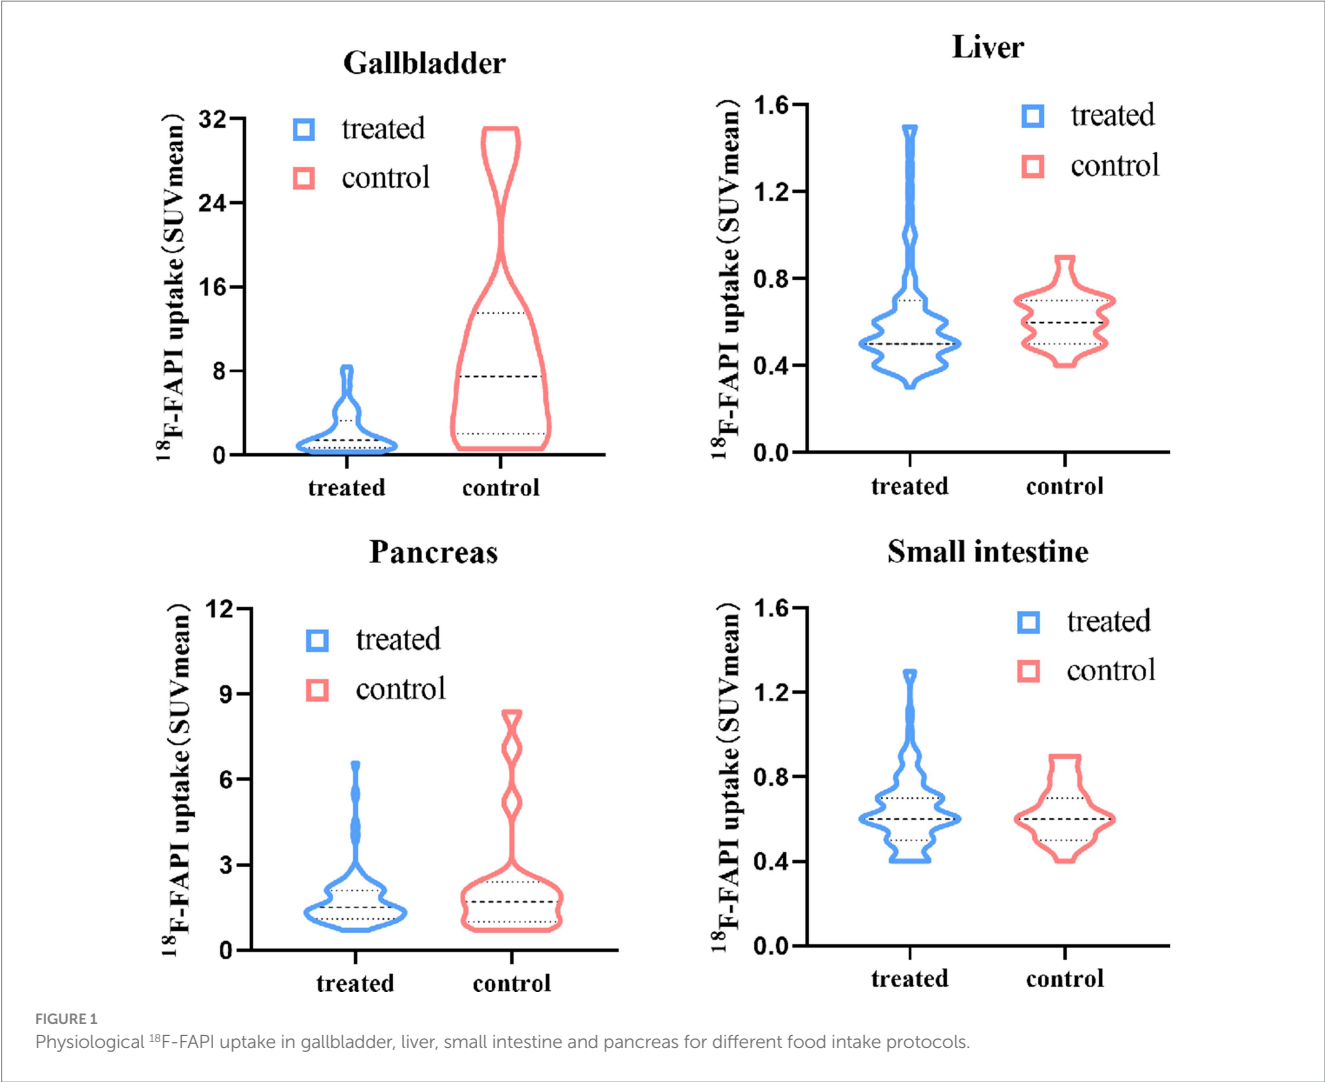 Gallbladder
¹⁸F-FAPI uptake(SUVmean)
32
24
16
8
0
treated
control
treated
control
Liver
¹⁸F-FAPI uptake(SUVmean)
1.6
1.2
0.8
0.4
0.0
treated
control
treated
control
Pancreas
¹⁸F-FAPI uptake(SUVmean)
12
9
6
3
0
treated
control
treated
control
Small intestine
¹⁸F-FAPI uptake(SUVmean)
1.6
1.2
0.8
0.4
0.0
treated
control
treated
control
FIGURE 1
Physiological ¹⁸F-FAPI uptake in gallbladder, liver, small intestine and pancreas for different food intake protocols.